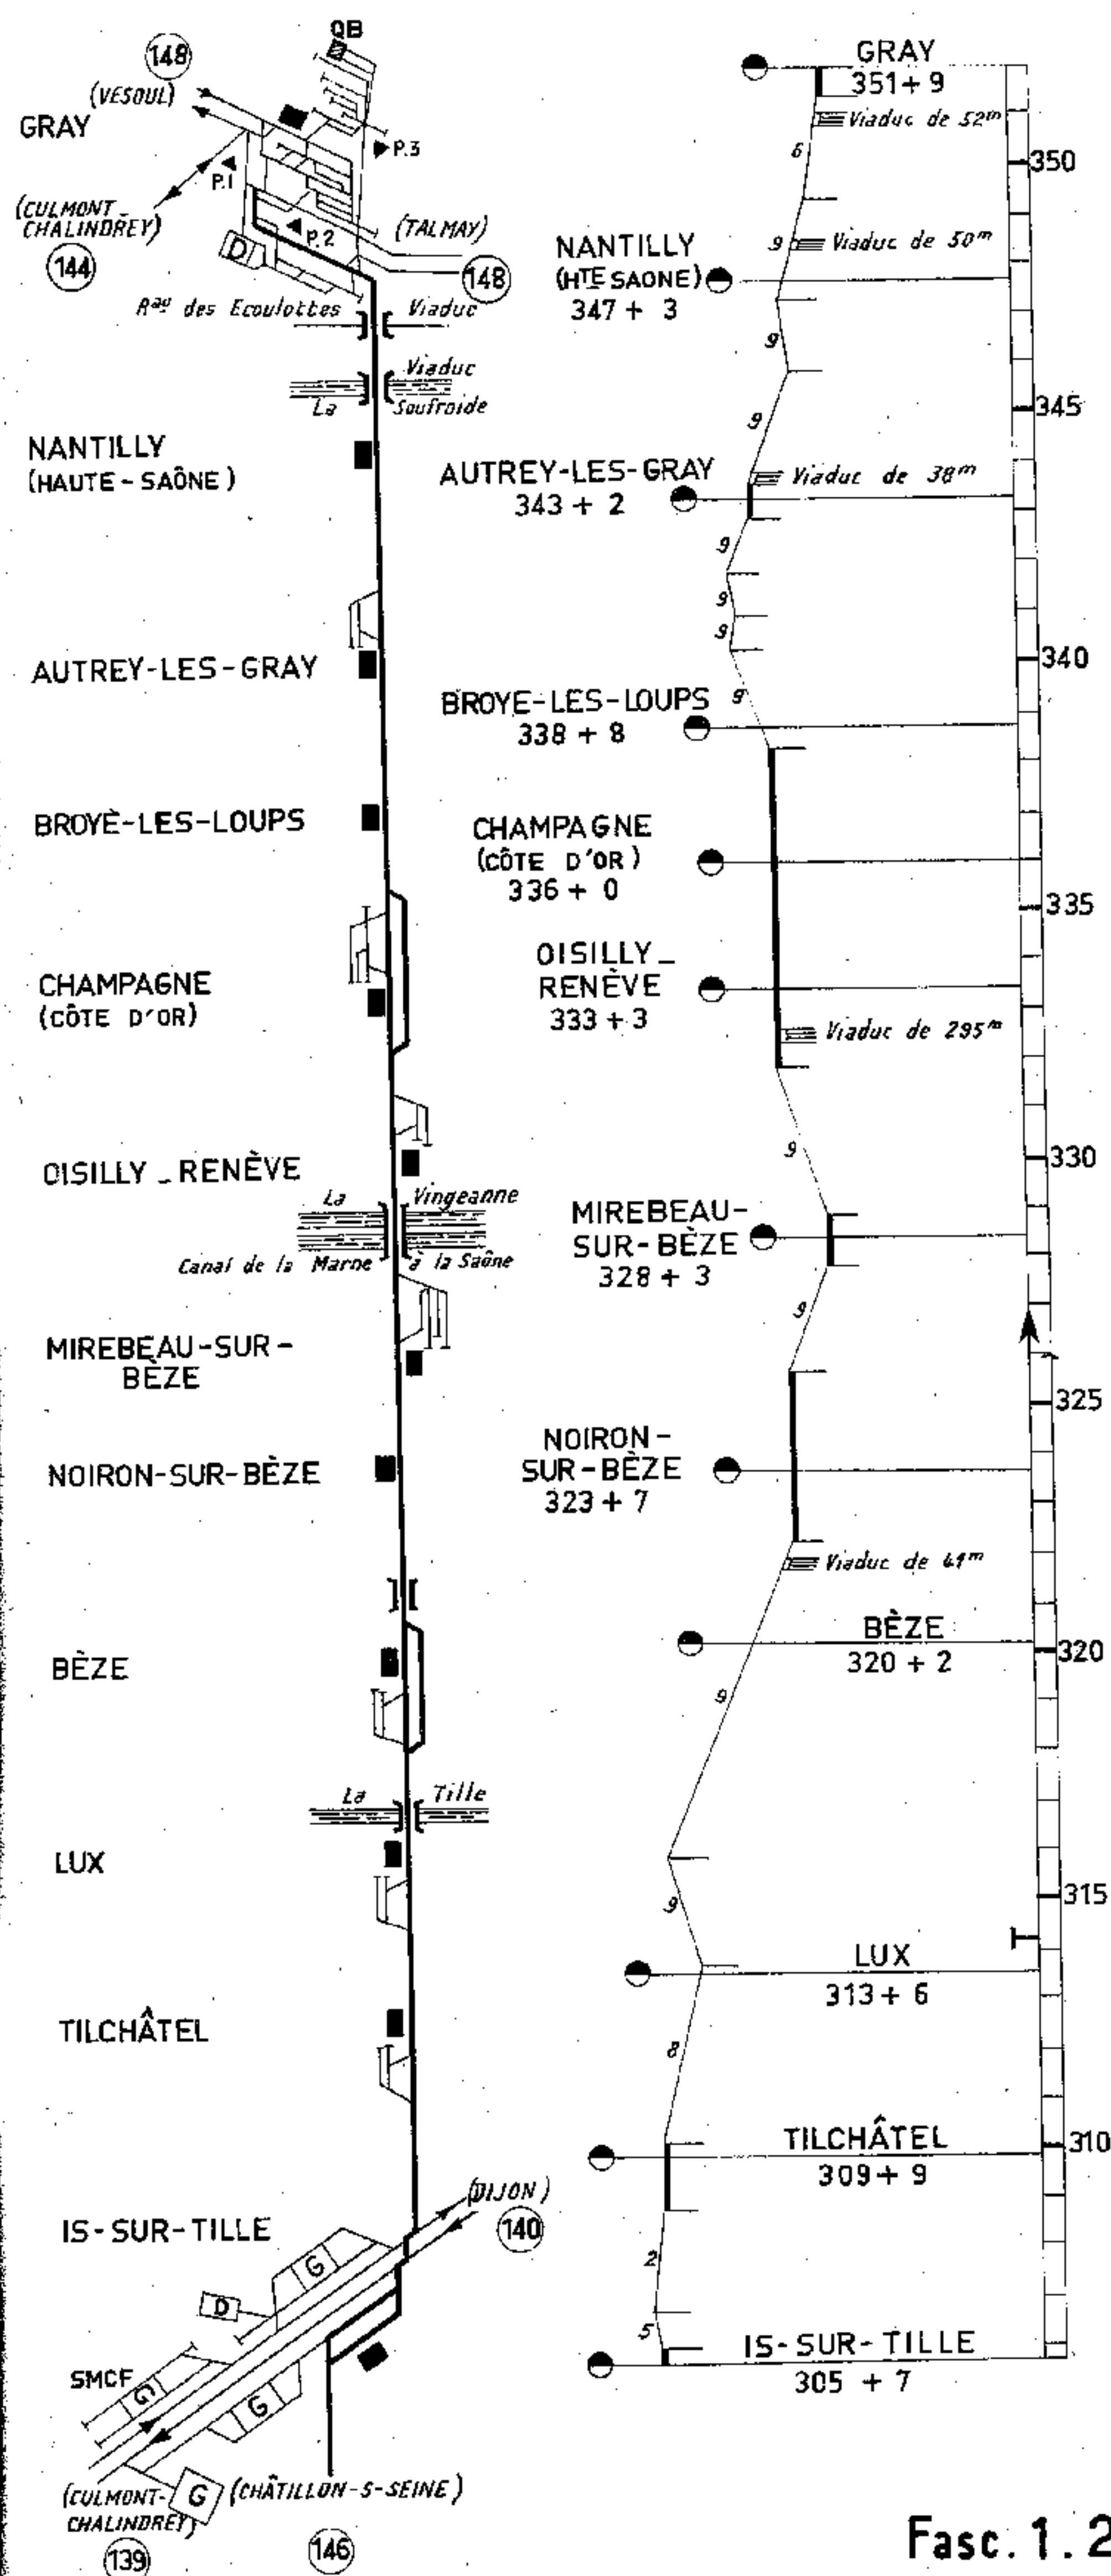 QB
148
(VESOUL)
GRAY
P.3
P.1
(CULMONT-
CHALINDREY)
144
P.2
(TALMAY)
D
148
Rau des Ecoulottes
Viaduc
Viaduc
La Soufroide
NANTILLY
(HAUTE-SAÔNE)
AUTREY-LES-GRAY
BROYÈ-LES-LOUPS
CHAMPAGNE
(CÔTE D'OR)
OISILLY_RENÈVE
La Vingeanne
Canal de la Marne à la Saône
MIREBEAU-SUR-
BÈZE
NOIRON-SUR-BÈZE
BÈZE
La Tille
LUX
TILCHÂTEL
(DIJON)
140
IS-SUR-TILLE
G
D
SMCF
G
G
G
(CULMONT-
CHALINDREY)
139
(CHÂTILLON-S-SEINE)
146
GRAY
351+9
Viaduc de 52m
6
350
9
Viaduc de 50m
NANTILLY
(HTE SAONE)
347 + 3
9
345
9
Viaduc de 38m
AUTREY-LES-GRAY
343 + 2
9
9
9
340
9
BROYE-LES-LOUPS
338 + 8
CHAMPAGNE
(CÔTE D'OR)
336 + 0
335
OISILLY_
RENÈVE
333+3
Viaduc de 295m
9
330
MIREBEAU-
SUR-BÈZE
328 + 3
9
325
NOIRON-
SUR-BÈZE
323 + 7
Viaduc de 41m
BÈZE
320 + 2
320
9
315
9
LUX
313 + 6
8
310
TILCHÂTEL
309 + 9
2
5
IS-SUR-TILLE
305 + 7
Fasc. 1. 2